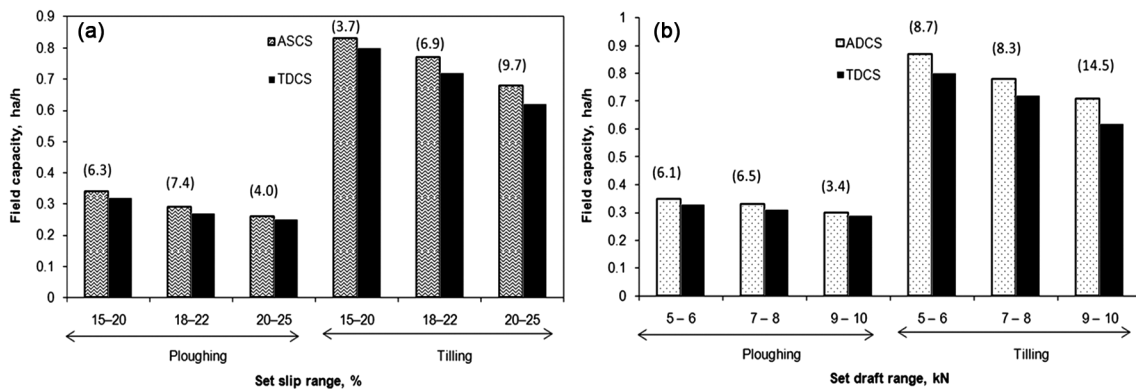 (a)
Field capacity, ha/h
0.9
0.8
0.7
0.6
0.5
0.4
0.3
0.2
0.1
0
ASCS
TDCS
(6.3)
(7.4)
(4.0)
(3.7)
(6.9)
(9.7)
15–20
18–22
20–25
15–20
18–22
20–25
Ploughing
Tilling
Set slip range, %
(b)
Field capacity, ha/h
1
0.9
0.8
0.7
0.6
0.5
0.4
0.3
0.2
0.1
0
ADCS
TDCS
(6.1)
(6.5)
(3.4)
(8.7)
(8.3)
(14.5)
5 – 6
7 – 8
9 – 10
5 – 6
7 – 8
9 – 10
Ploughing
Tilling
Set draft range, kN